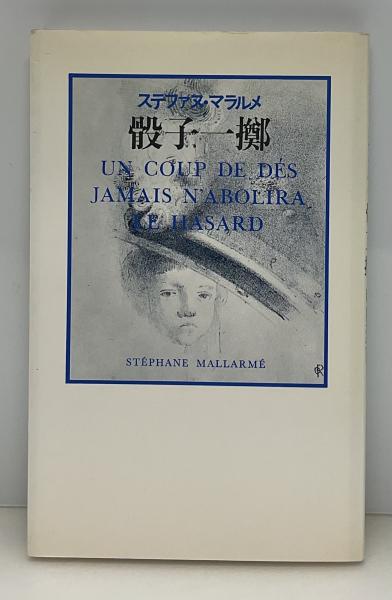 ステファヌ・マラルメ
骰子一擲
UN COUP DE DÉS
JAMAIS N'ABOLIRA
LE HASARD
STÉPHANE MALLARMÉ